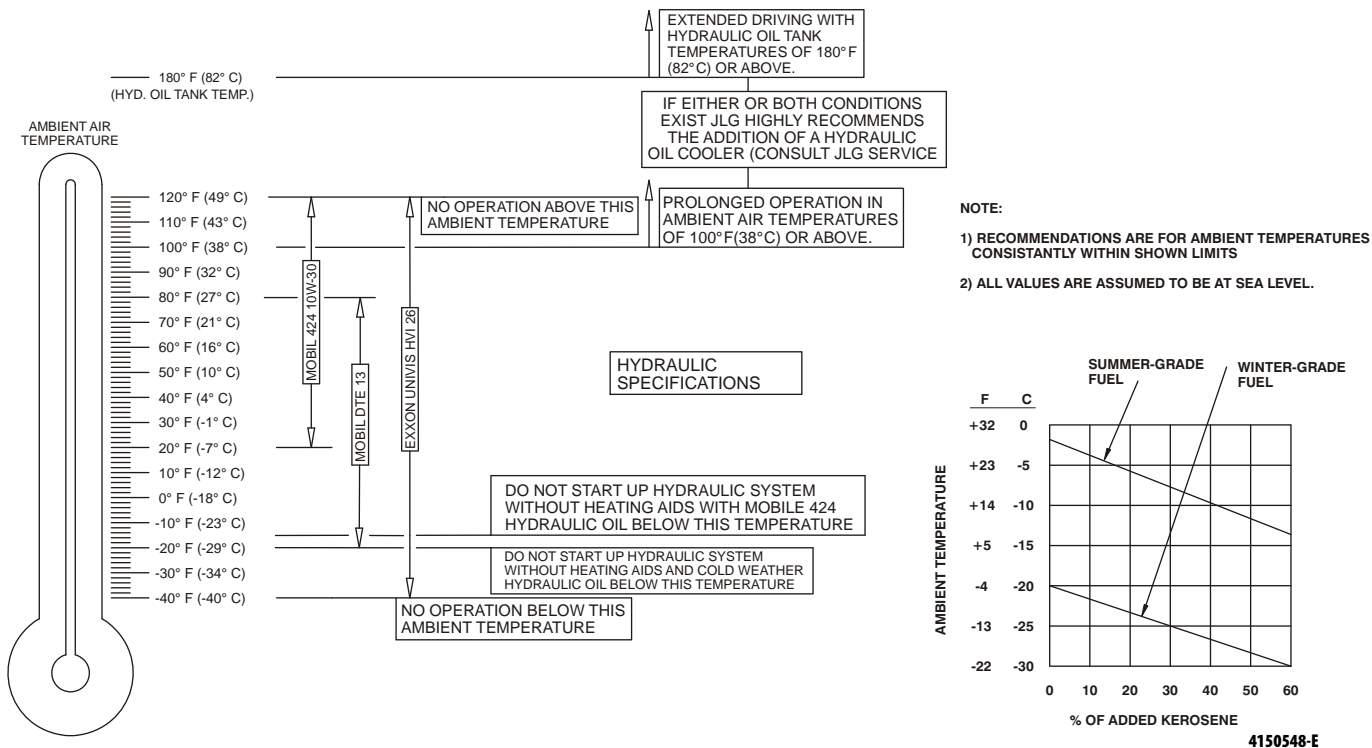 EXTENDED DRIVING WITH
HYDRAULIC OIL TANK
TEMPERATURES OF 180°F
(82°C) OR ABOVE.
180° F (82° C)
(HYD. OIL TANK TEMP.)
IF EITHER OR BOTH CONDITIONS
EXIST JLG HIGHLY RECOMMENDS
THE ADDITION OF A HYDRAULIC
OIL COOLER (CONSULT JLG SERVICE
AMBIENT AIR
TEMPERATURE
120° F (49° C)
110° F (43° C)
100° F (38° C)
90° F (32° C)
80° F (27° C)
70° F (21° C)
60° F (16° C)
50° F (10° C)
40° F (4° C)
30° F (-1° C)
20° F (-7° C)
10° F (-12° C)
0° F (-18° C)
-10° F (-23° C)
-20° F (-29° C)
-30° F (-34° C)
-40° F (-40° C)
MOBIL 424 10W-30
MOBIL DTE 13
EXXON UNIVIS HVI 26
NO OPERATION ABOVE THIS
AMBIENT TEMPERATURE
PROLONGED OPERATION IN
AMBIENT AIR TEMPERATURES
OF 100°F(38°C) OR ABOVE.
HYDRAULIC
SPECIFICATIONS
DO NOT START UP HYDRAULIC SYSTEM
WITHOUT HEATING AIDS WITH MOBILE 424
HYDRAULIC OIL BELOW THIS TEMPERATURE
DO NOT START UP HYDRAULIC SYSTEM
WITHOUT HEATING AIDS AND COLD WEATHER
HYDRAULIC OIL BELOW THIS TEMPERATURE
NO OPERATION BELOW THIS
AMBIENT TEMPERATURE
NOTE:
1) RECOMMENDATIONS ARE FOR AMBIENT TEMPERATURES
CONSISTANTLY WITHIN SHOWN LIMITS
2) ALL VALUES ARE ASSUMED TO BE AT SEA LEVEL.
SUMMER-GRADE
FUEL
WINTER-GRADE
FUEL
F C
+32 0
+23 -5
+14 -10
+5 -15
-4 -20
-13 -25
-22 -30
AMBIENT TEMPERATURE
0 10 20 30 40 50 60
% OF ADDED KEROSENE
4150548-E